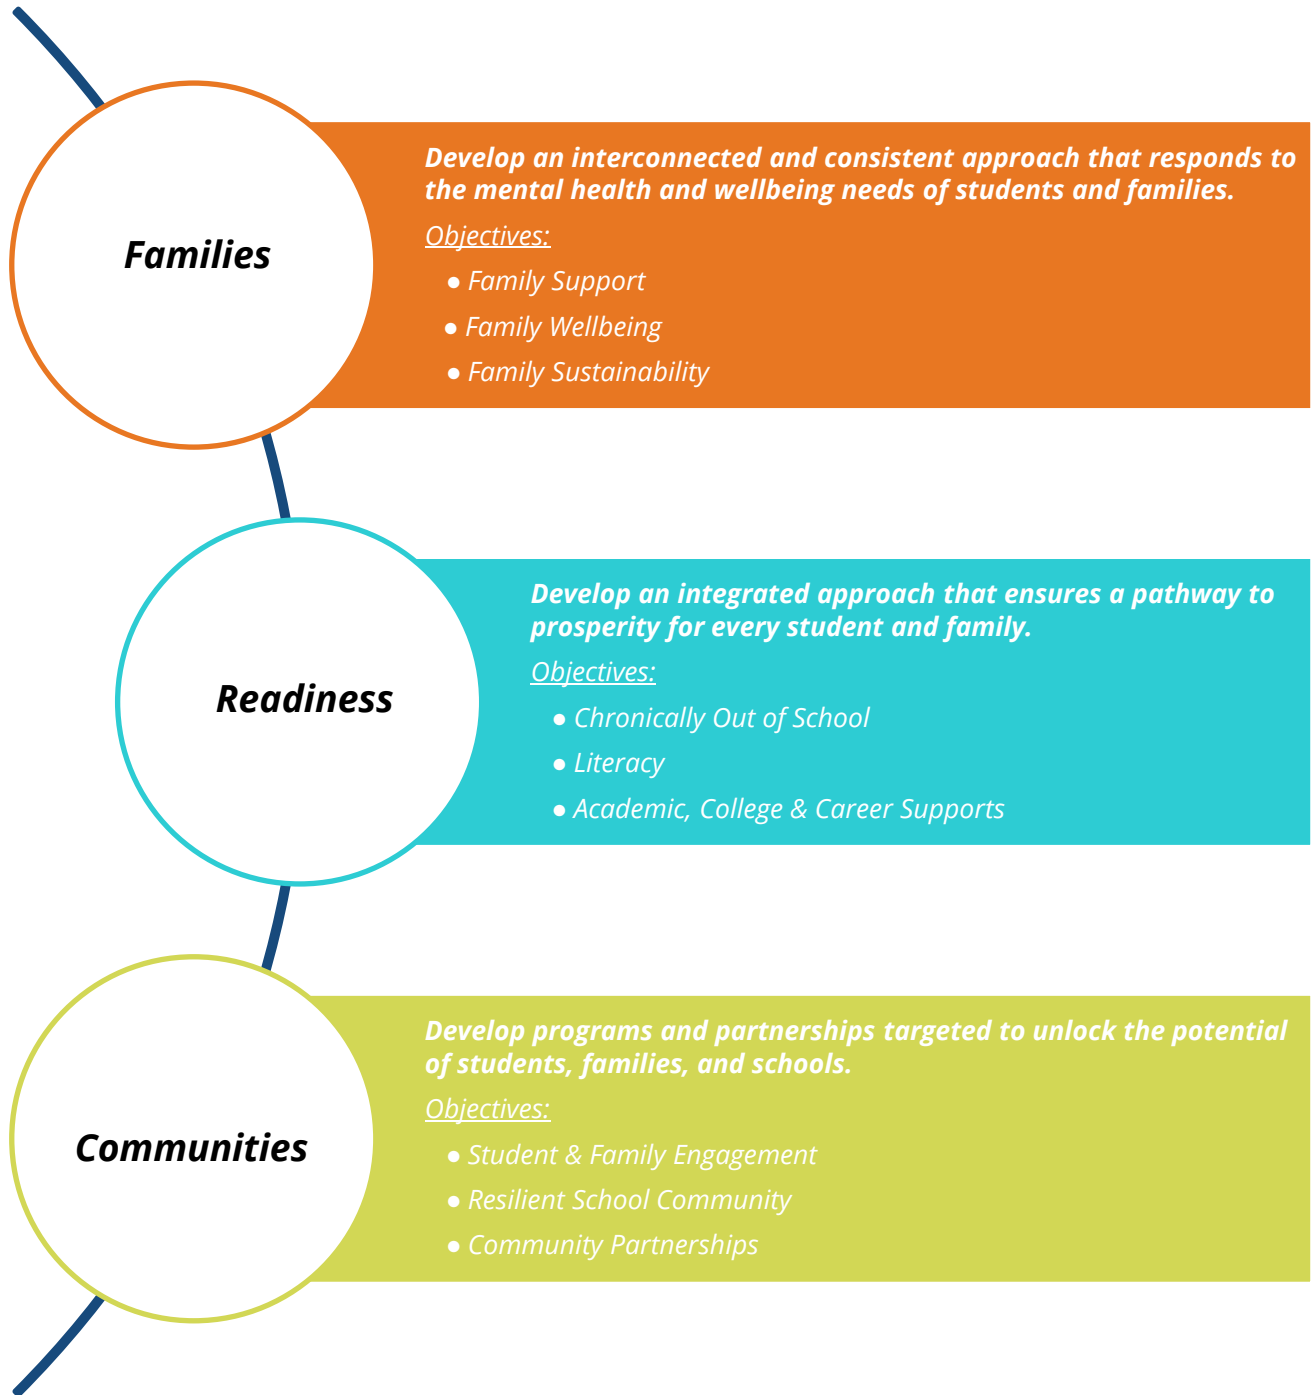 Families
Develop an interconnected and consistent approach that responds to
the mental health and wellbeing needs of students and families.
Objectives:
● Family Support
● Family Wellbeing
● Family Sustainability
Readiness
Develop an integrated approach that ensures a pathway to
prosperity for every student and family.
Objectives:
● Chronically Out of School
● Literacy
● Academic, College & Career Supports
Communities
Develop programs and partnerships targeted to unlock the potential
of students, families, and schools.
Objectives:
● Student & Family Engagement
● Resilient School Community
● Community Partnerships